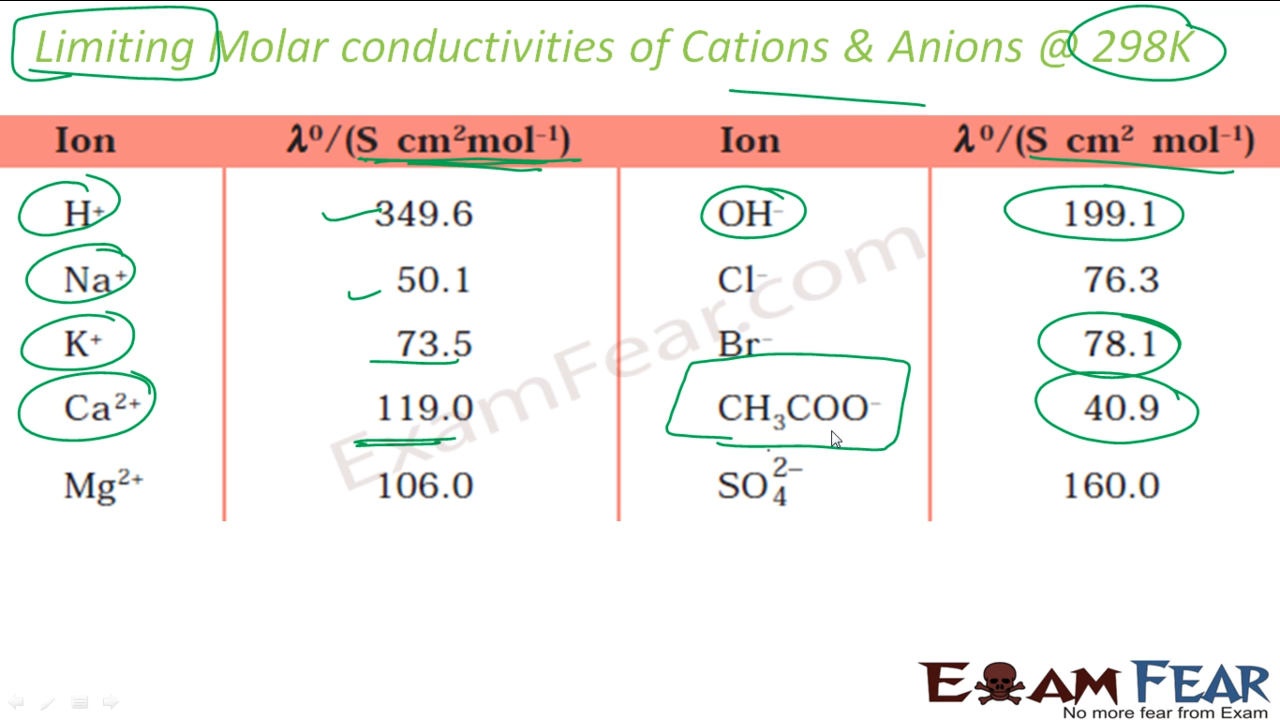 Limiting Molar conductivities of Cations & Anions @ 298K
Ion λ⁰/(S cm²mol⁻¹) Ion λ⁰/(S cm² mol⁻¹)
H⁺ 349.6 OH⁻ 199.1
Na⁺ 50.1 Cl⁻ 76.3
K⁺ 73.5 Br⁻ 78.1
Ca²⁺ 119.0 CH₃COO⁻ 40.9
Mg²⁺ 106.0 SO₄²⁻ 160.0
ExamFear.com
EXAM FEAR
No more fear from Exam